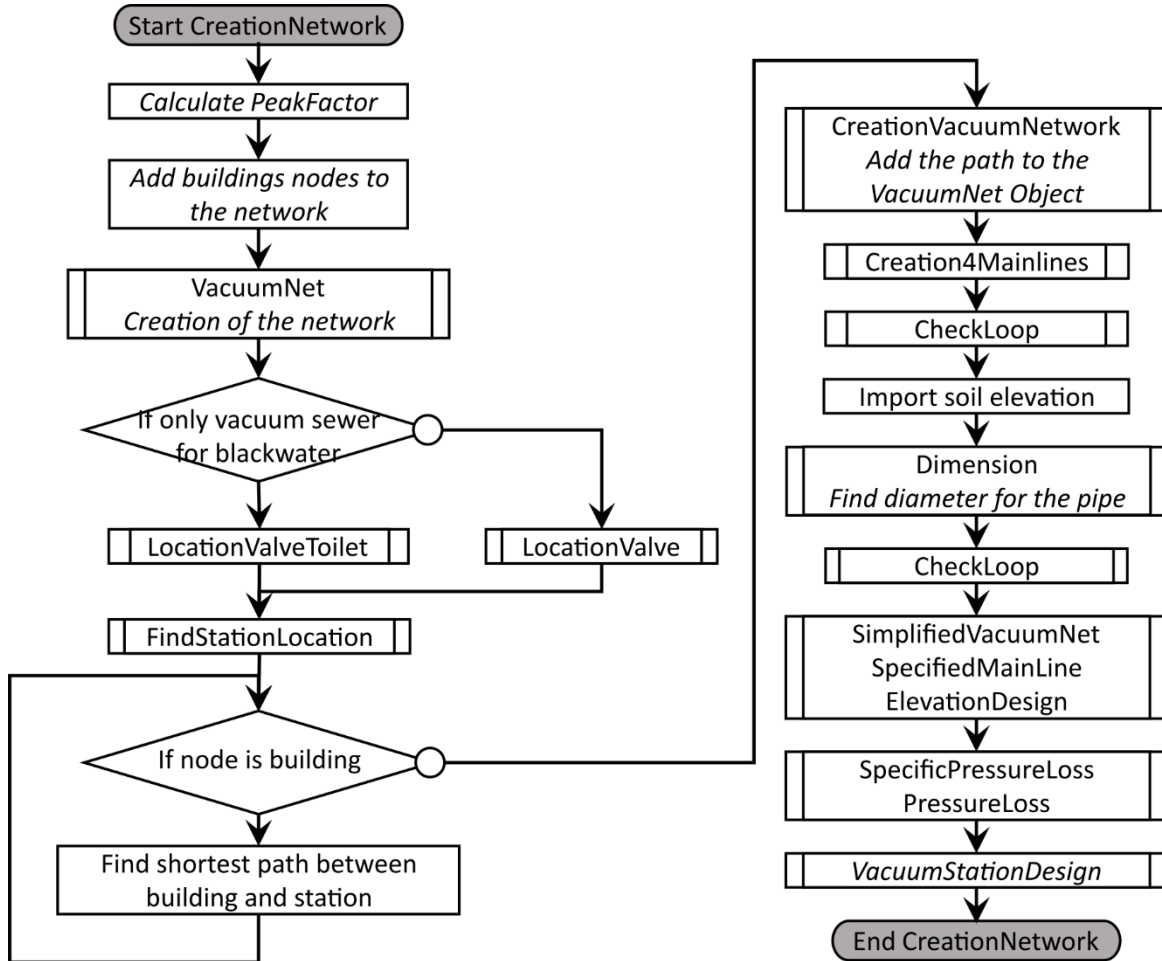 Start CreationNetwork
Calculate PeakFactor
Add buildings nodes to
the network
VacuumNet
Creation of the network
If only vacuum sewer
for blackwater
LocationValveToilet
LocationValve
FindStationLocation
If node is building
Find shortest path between
building and station
CreationVacuumNetwork
Add the path to the
VacuumNet Object
Creation4Mainlines
CheckLoop
Import soil elevation
Dimension
Find diameter for the pipe
CheckLoop
SimplifiedVacuumNet
SpecifiedMainLine
ElevationDesign
SpecificPressureLoss
PressureLoss
VacuumStationDesign
End CreationNetwork